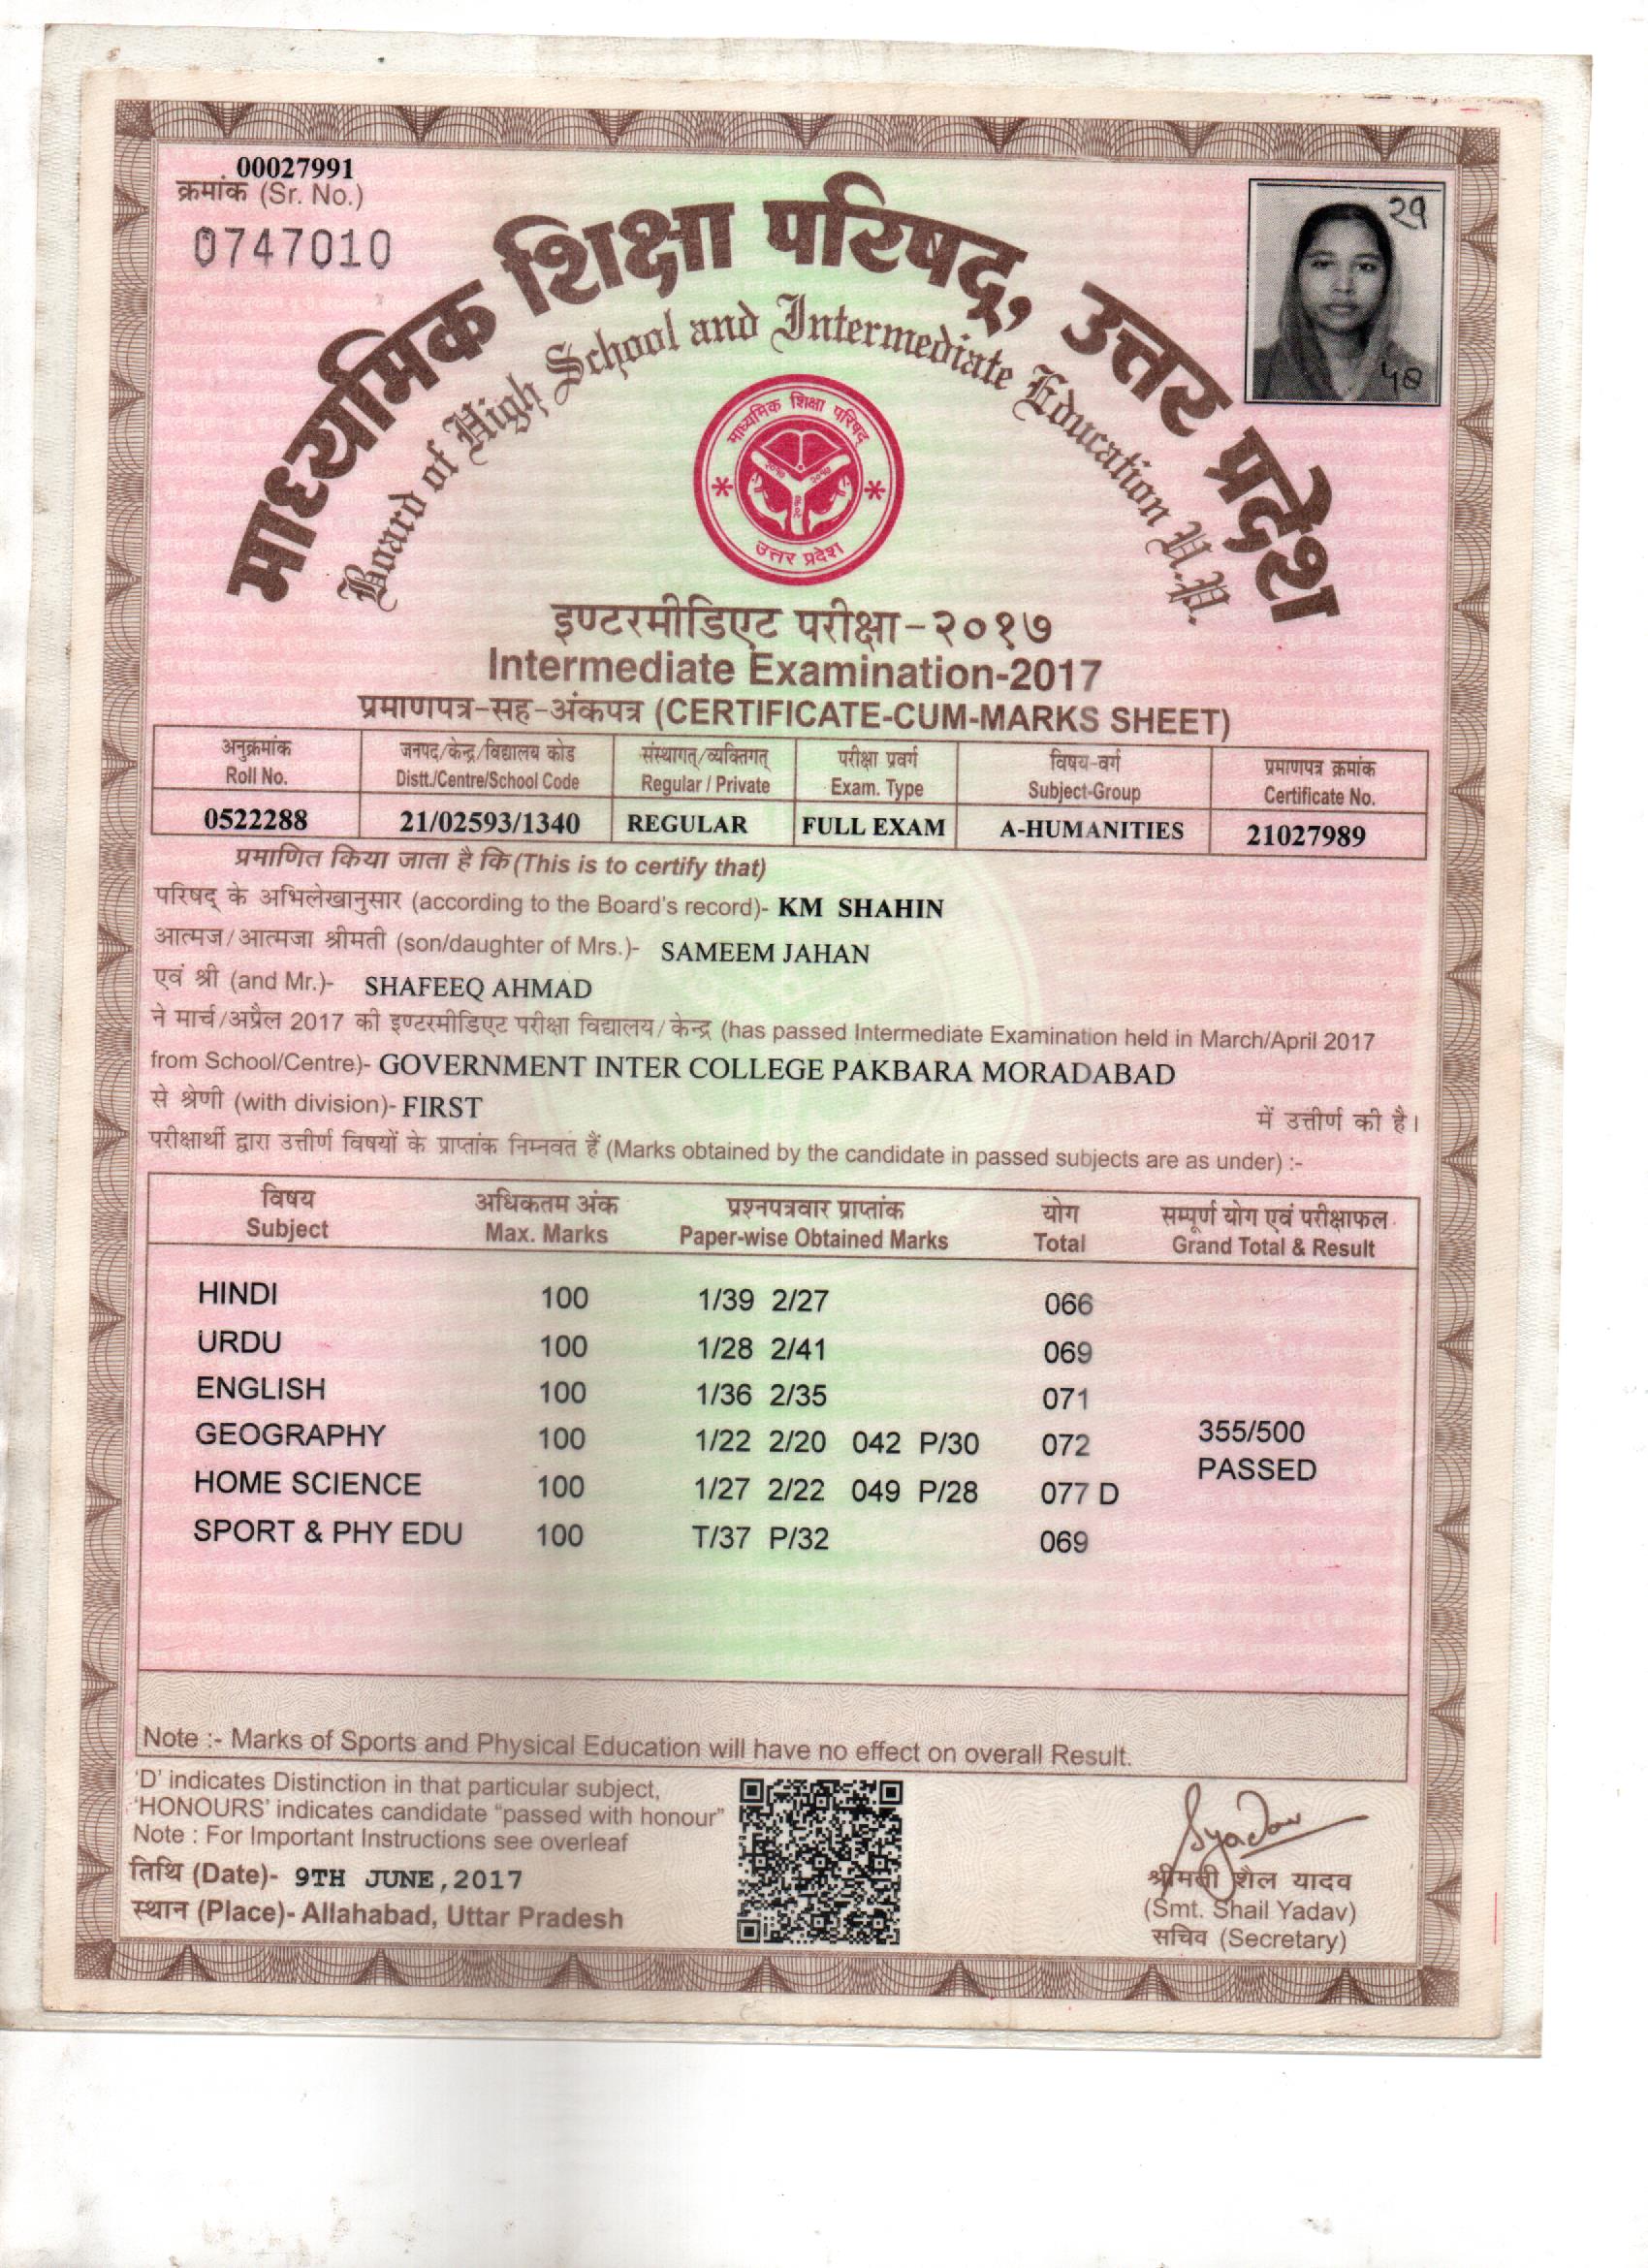 00027991
क्रमांक (Sr. No.)
0747010
२९
५०
माध्यमिक शिक्षा परिषद्, उत्तर प्रदेश
Board of High School and Intermediate Education U.P.
माध्यमिक शिक्षा परिषद्
उत्तर प्रदेश
इण्टरमीडिएट परीक्षा-२०१७
Intermediate Examination-2017
प्रमाणपत्र-सह-अंकपत्र (CERTIFICATE-CUM-MARKS SHEET)
अनुक्रमांक जनपद/केन्द्र/विद्यालय कोड संस्थागत्/व्यक्तिगत् परीक्षा प्रवर्ग विषय-वर्ग प्रमाणपत्र क्रमांक
Roll No. Distt./Centre/School Code Regular / Private Exam. Type Subject-Group Certificate No.
0522288 21/02593/1340 REGULAR FULL EXAM A-HUMANITIES 21027989
प्रमाणित किया जाता है कि (This is to certify that)
परिषद् के अभिलेखानुसार (according to the Board's record)- KM SHAHIN
आत्मज/आत्मजा श्रीमती (son/daughter of Mrs.)- SAMEEM JAHAN
एवं श्री (and Mr.)- SHAFEEQ AHMAD
ने मार्च/अप्रैल 2017 की इण्टरमीडिएट परीक्षा विद्यालय/केन्द्र (has passed Intermediate Examination held in March/April 2017
from School/Centre)- GOVERNMENT INTER COLLEGE PAKBARA MORADABAD
से श्रेणी (with division)- FIRST में उत्तीर्ण की है।
परीक्षार्थी द्वारा उत्तीर्ण विषयों के प्राप्तांक निम्नवत हैं (Marks obtained by the candidate in passed subjects are as under) :-
विषय अधिकतम अंक प्रश्नपत्रवार प्राप्तांक योग सम्पूर्ण योग एवं परीक्षाफल
Subject Max. Marks Paper-wise Obtained Marks Total Grand Total & Result
HINDI 100 1/39 2/27 066
URDU 100 1/28 2/41 069
ENGLISH 100 1/36 2/35 071
GEOGRAPHY 100 1/22 2/20 042 P/30 072 355/500
HOME SCIENCE 100 1/27 2/22 049 P/28 077 D PASSED
SPORT & PHY EDU 100 T/37 P/32 069
Note :- Marks of Sports and Physical Education will have no effect on overall Result.
'D' indicates Distinction in that particular subject,
'HONOURS' indicates candidate "passed with honour"
Note : For Important Instructions see overleaf
तिथि (Date)- 9TH JUNE,2017
स्थान (Place)- Allahabad, Uttar Pradesh
Syadav
श्रीमती शैल यादव
(Smt. Shail Yadav)
सचिव (Secretary)